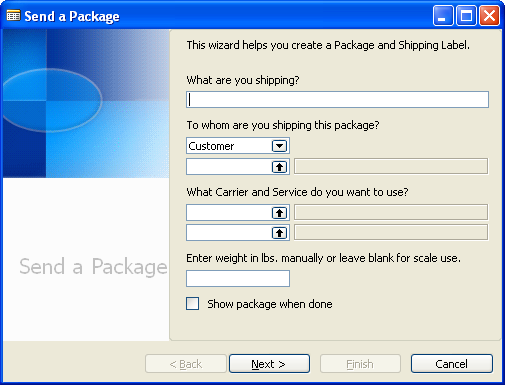 Send a Package
This wizard helps you create a Package and Shipping Label.
What are you shipping?
To whom are you shipping this package?
Customer
What Carrier and Service do you want to use?
Send a Package
Enter weight in lbs. manually or leave blank for scale use.
Show package when done
< Back Next > Finish Cancel